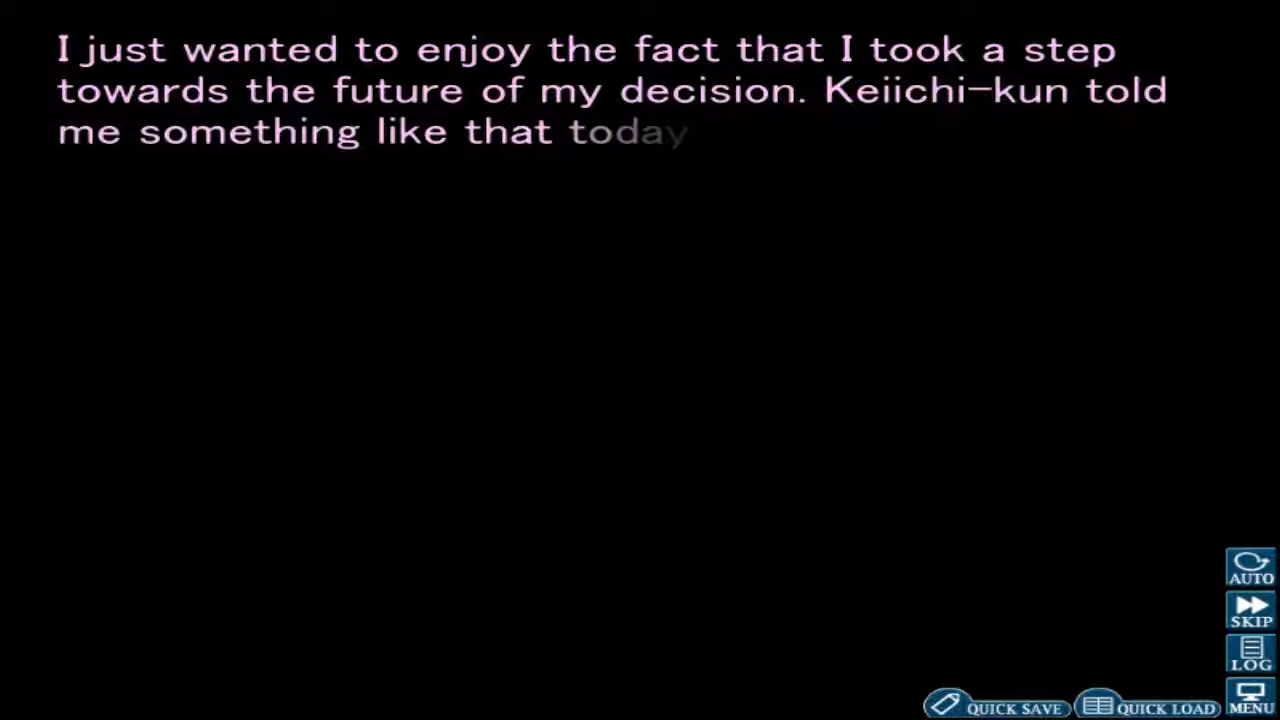 I just wanted to enjoy the fact that I took a step
towards the future of my decision. Keiichi-kun told
me something like that today
AUTO
SKIP
LOG
QUICK SAVE
QUICK LOAD
MENU